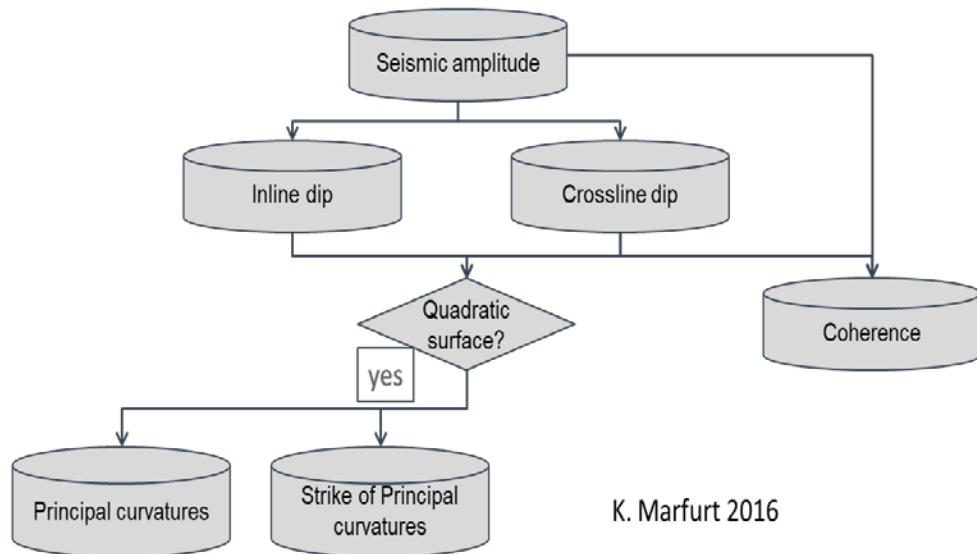 Seismic amplitude
Inline dip
Crossline dip
Quadratic
surface?
Coherence
yes
Principal curvatures
Strike of Principal
curvatures
K. Marfurt 2016